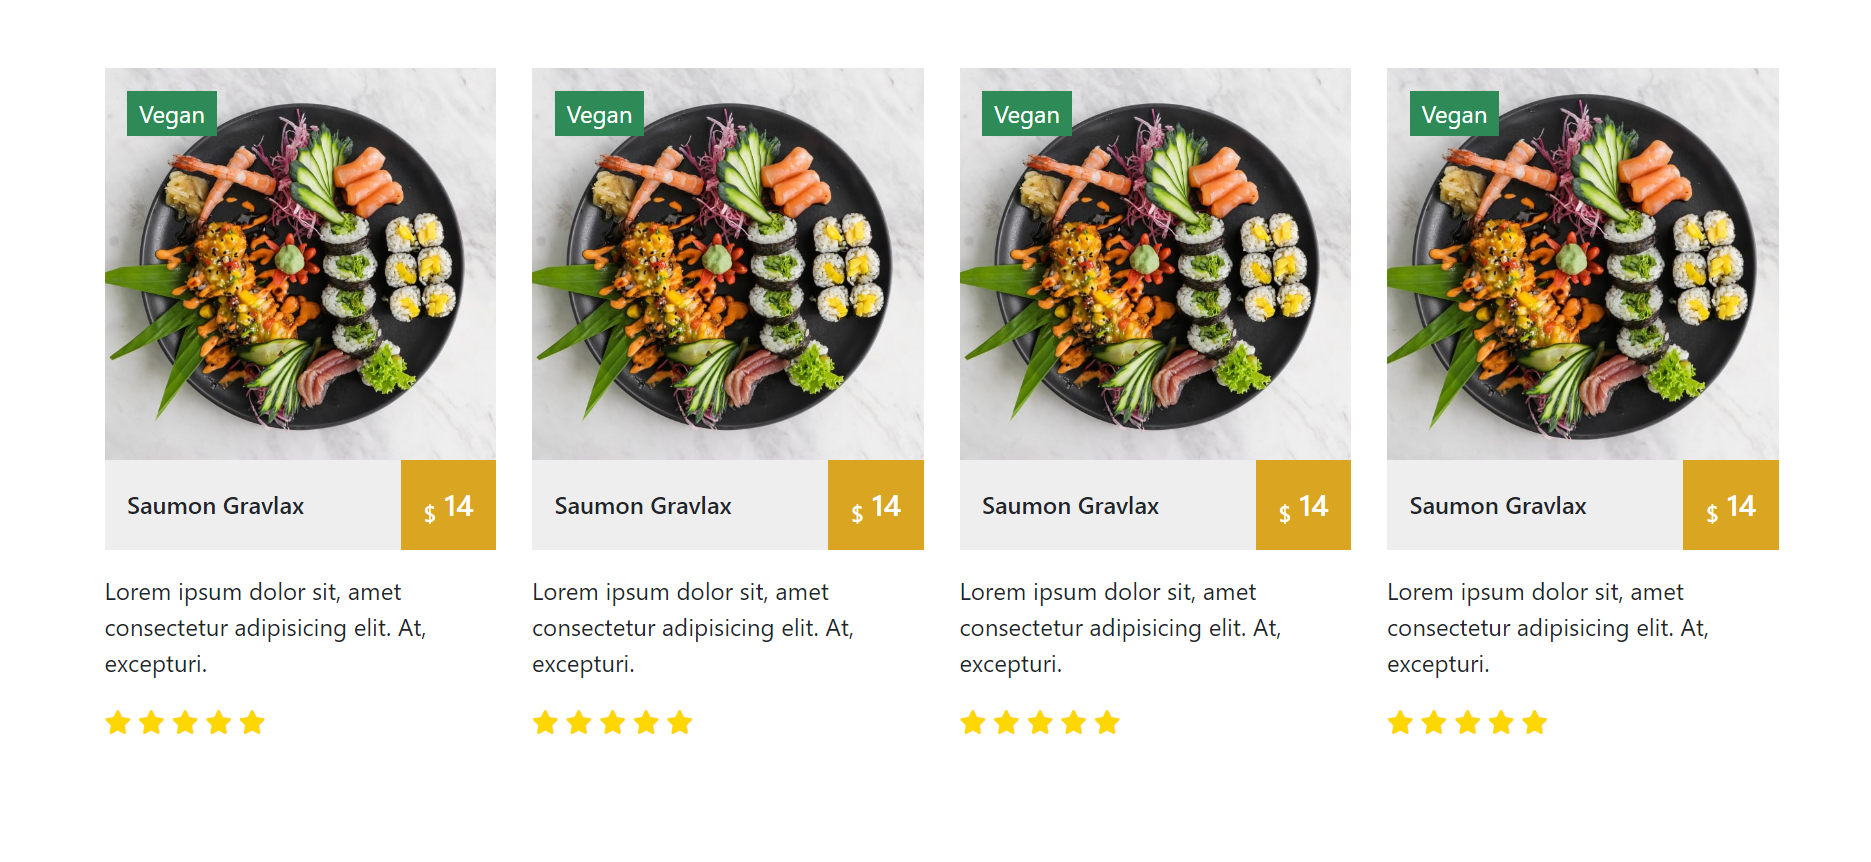 Vegan
Saumon Gravlax
$ 14
Lorem ipsum dolor sit, amet
consectetur adipisicing elit. At,
excepturi.
Vegan
Saumon Gravlax
$ 14
Lorem ipsum dolor sit, amet
consectetur adipisicing elit. At,
excepturi.
Vegan
Saumon Gravlax
$ 14
Lorem ipsum dolor sit, amet
consectetur adipisicing elit. At,
excepturi.
Vegan
Saumon Gravlax
$ 14
Lorem ipsum dolor sit, amet
consectetur adipisicing elit. At,
excepturi.